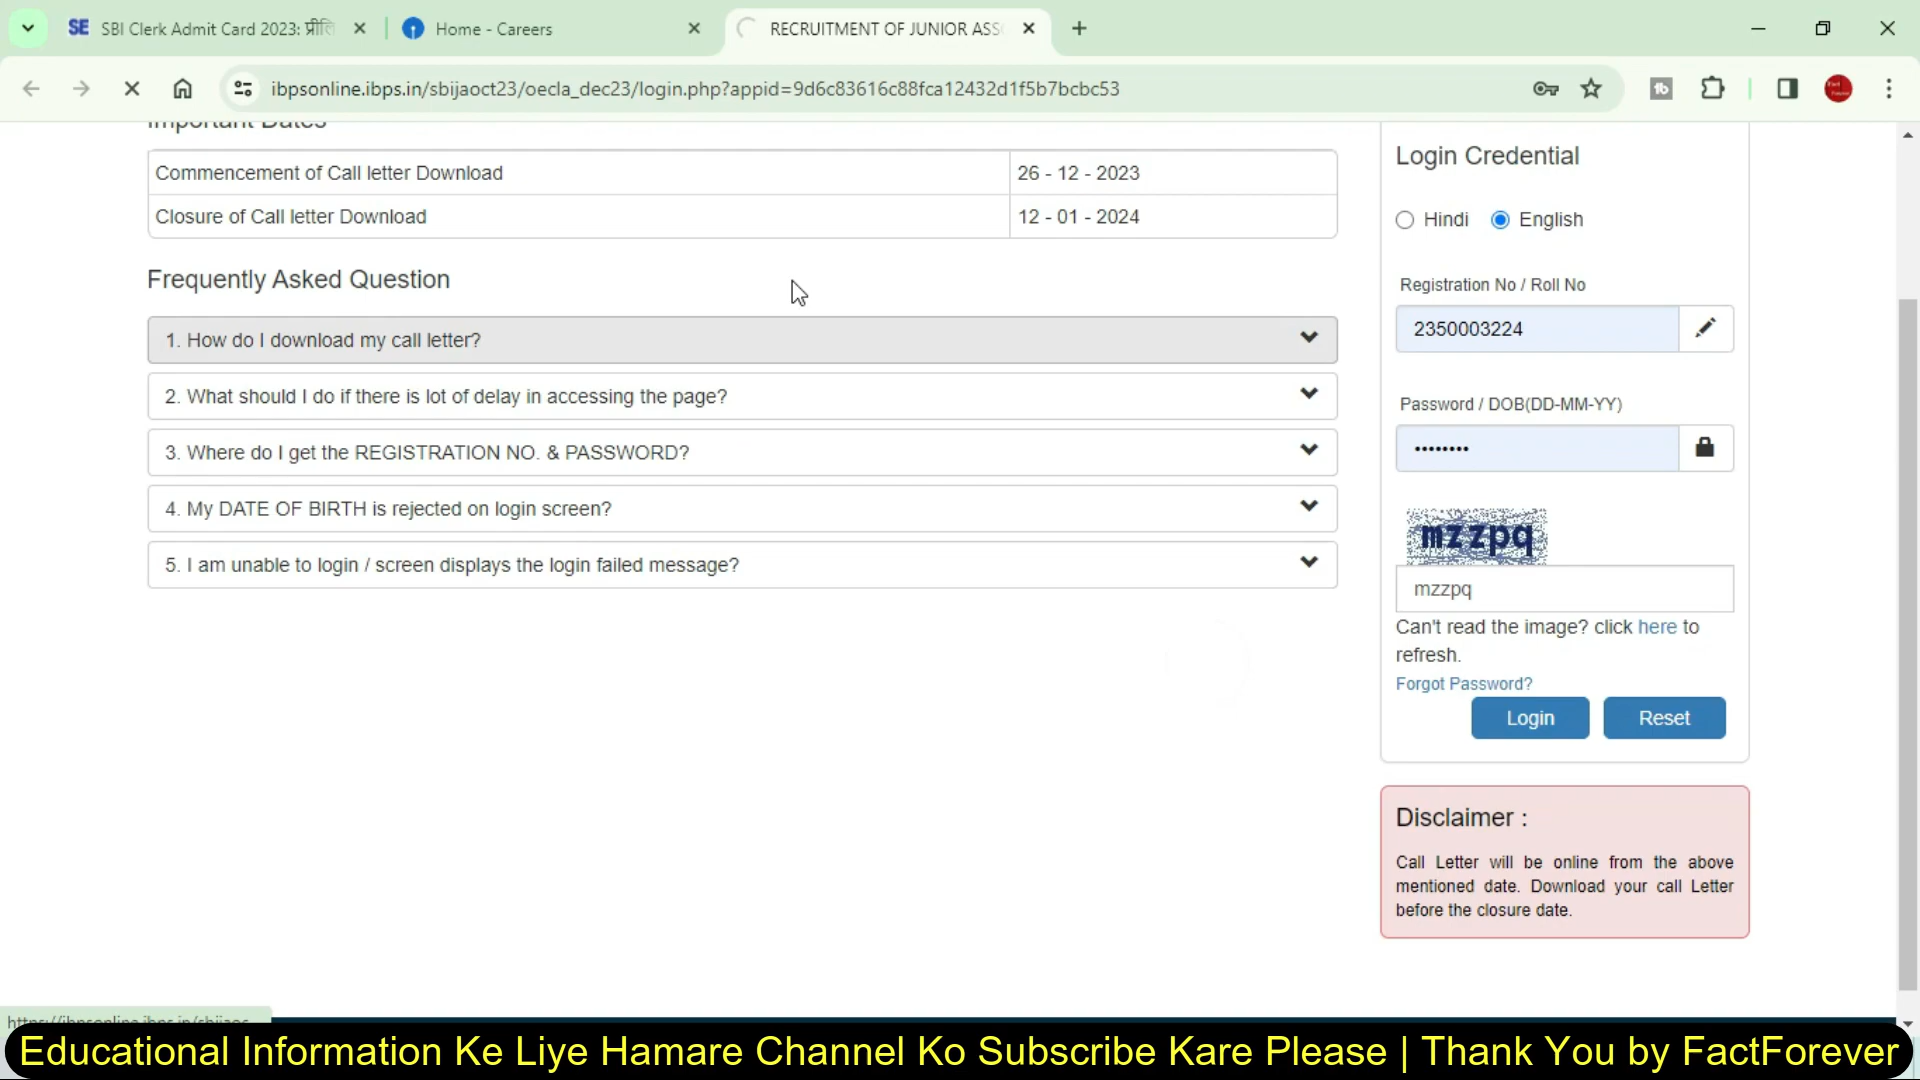 SBI Clerk Admit Card 2023:
Home - Careers
RECRUITMENT OF JUNIOR ASS
ibpsonline.ibps.in/sbijaoct23/oecla_dec23/login.php?appid=9d6c83616c88fca12432d1f5b7bcbc53
Important Dates
Commencement of Call letter Download 26 - 12 - 2023
Closure of Call letter Download 12 - 01 - 2024
Frequently Asked Question
1. How do I download my call letter?
2. What should I do if there is lot of delay in accessing the page?
3. Where do I get the REGISTRATION NO. & PASSWORD?
4. My DATE OF BIRTH is rejected on login screen?
5. I am unable to login / screen displays the login failed message?
Login Credential
Hindi English
Registration No / Roll No
2350003224
Password / DOB(DD-MM-YY)
••••••••
mzzpq
mzzpq
Can't read the image? click here to
refresh.
Forgot Password?
Login Reset
Disclaimer :
Call Letter will be online from the above
mentioned date. Download your call Letter
before the closure date.
Educational Information Ke Liye Hamare Channel Ko Subscribe Kare Please | Thank You by FactForever